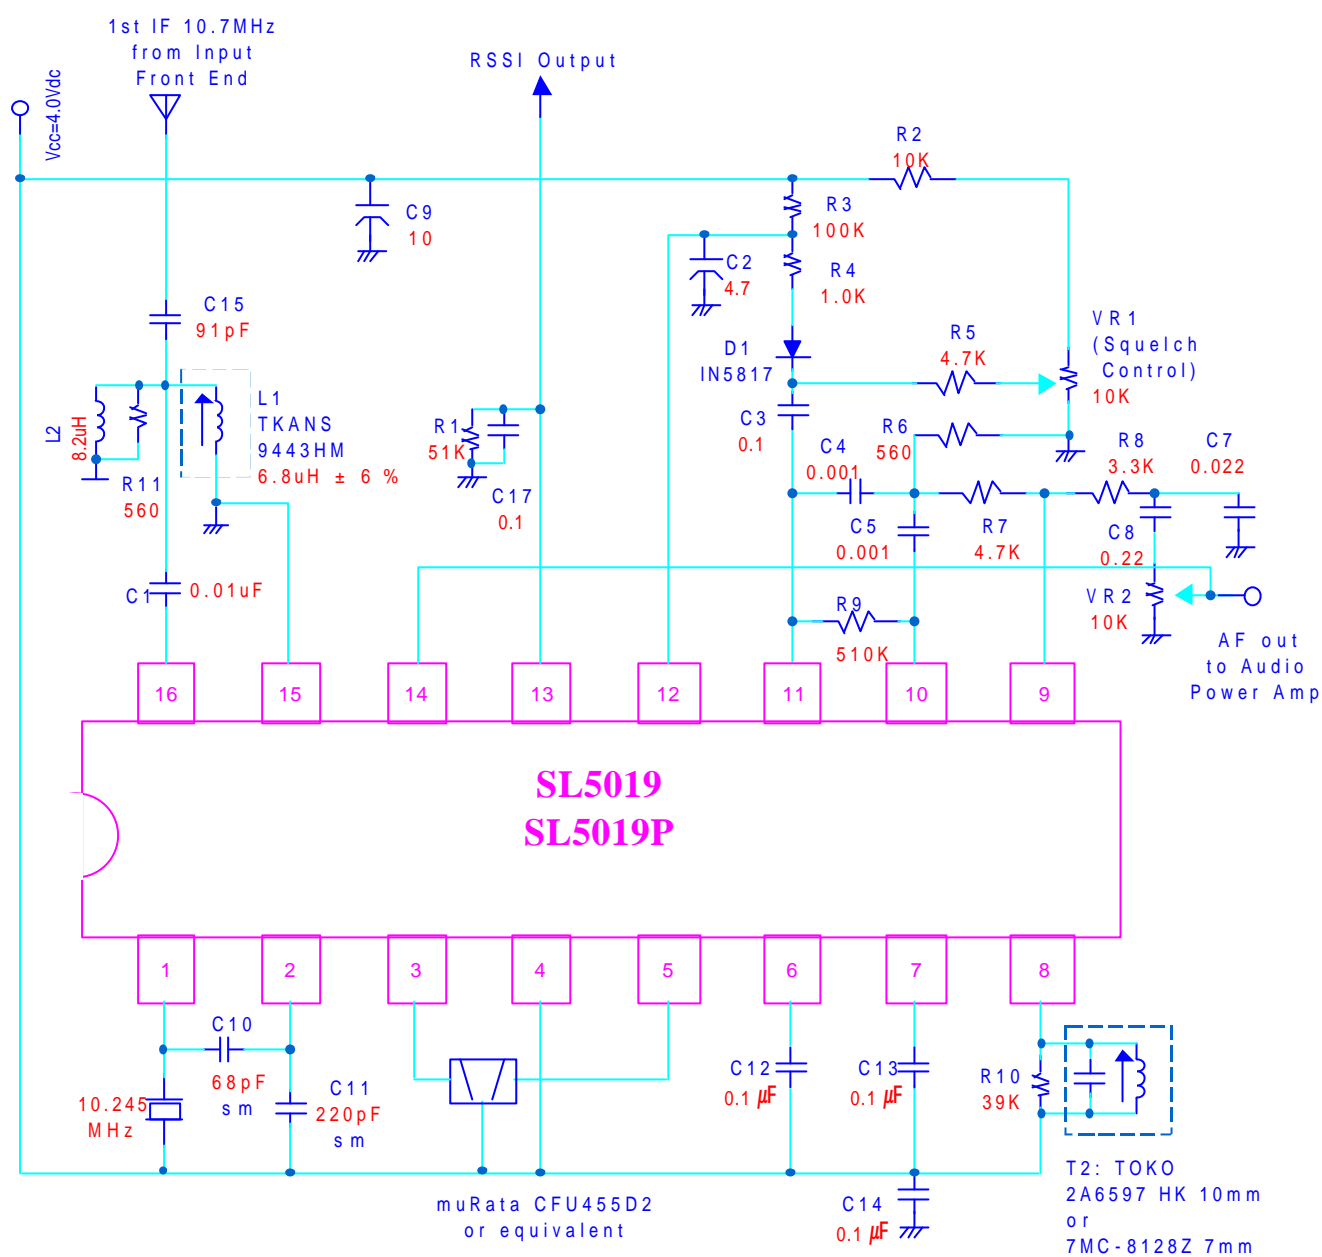 1st IF 10.7MHz
from Input
Front End
Vcc=4.0Vdc
RSSI Output
R2
10K
C9
10
R3
100K
C2
4.7
R4
1.0K
C15
91pF
D1
IN5817
R5
4.7K
VR1
(Squelch
Control)
10K
L2
8.2uH
R11
560
L1
TKANS
9443HM
6.8uH ± 6 %
R1
51K
C17
0.1
C3
0.1
R6
560
C4
0.001
R8
3.3K
C7
0.022
C5
0.001
R7
4.7K
C8
0.22
C1
0.01uF
R9
510K
VR2
10K
AF out
to Audio
Power Amp
16
15
14
13
12
11
10
9
SL5019
SL5019P
1
2
3
4
5
6
7
8
C10
68pF
sm
C11
220pF
sm
10.245
MHz
C12
0.1 μF
C13
0.1 μF
R10
39K
muRata CFU455D2
or equivalent
C14
0.1 μF
T2: TOKO
2A6597 HK 10mm
or
7MC-8128Z 7mm